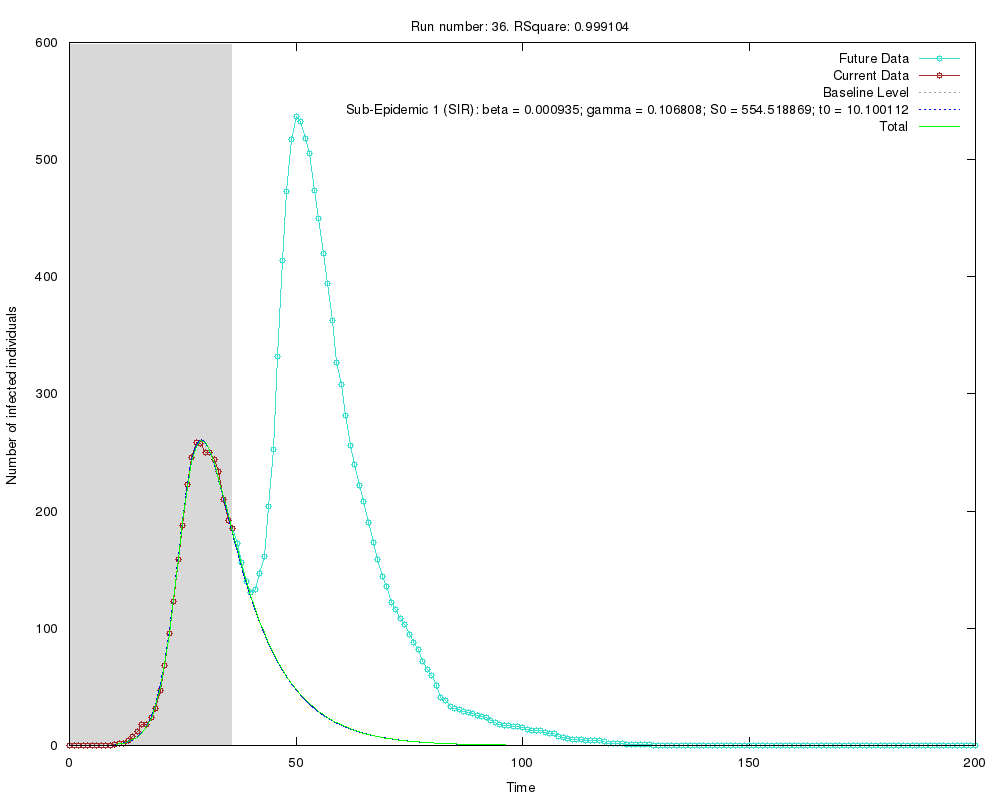 Run number: 36. RSquare: 0.999104
600
500
400
300
200
100
0
Number of infected individuals
Future Data
Current Data
Baseline Level
Sub-Epidemic 1 (SIR): beta = 0.000935; gamma = 0.106808; S0 = 554.518869; t0 = 10.100112
Total
0 50 100 150 200
Time